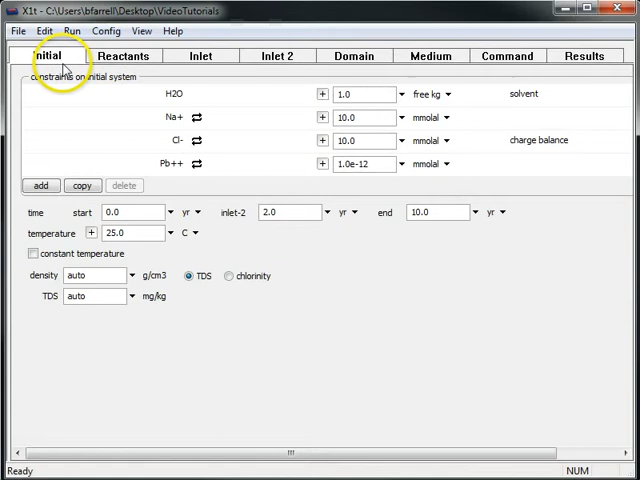 X1t - C:\Users\bfarrell\Desktop\VideoTutorials
File Edit Run Config View Help
Initial Reactants Inlet Inlet 2 Domain Medium Command Results
constraints on initial system
H2O + 1.0 free kg solvent
Na+ 10.0 mmolal
Cl- + 10.0 mmolal charge balance
Pb++ + 1.0e-12 mmolal
add copy delete
time start 0.0 yr inlet-2 2.0 yr end 10.0 yr
temperature + 25.0 C
constant temperature
density auto g/cm3 TDS chlorinity
TDS auto mg/kg
Ready NUM